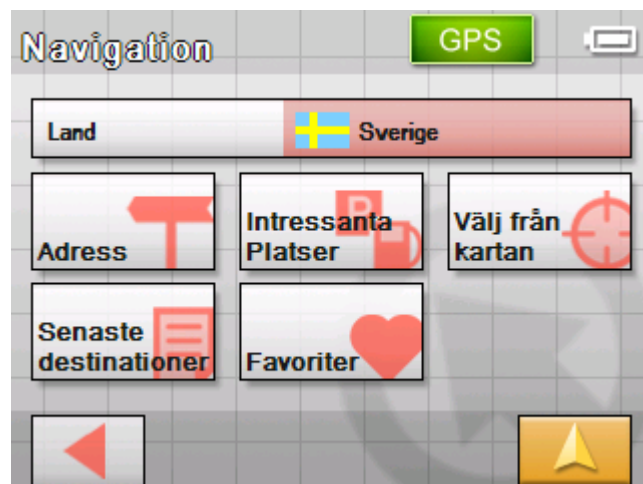 Navigation
GPS
Land
Sverige
Adress
Intressanta
Platser
P
Välj från
kartan
Senaste
destinationer
Favoriter